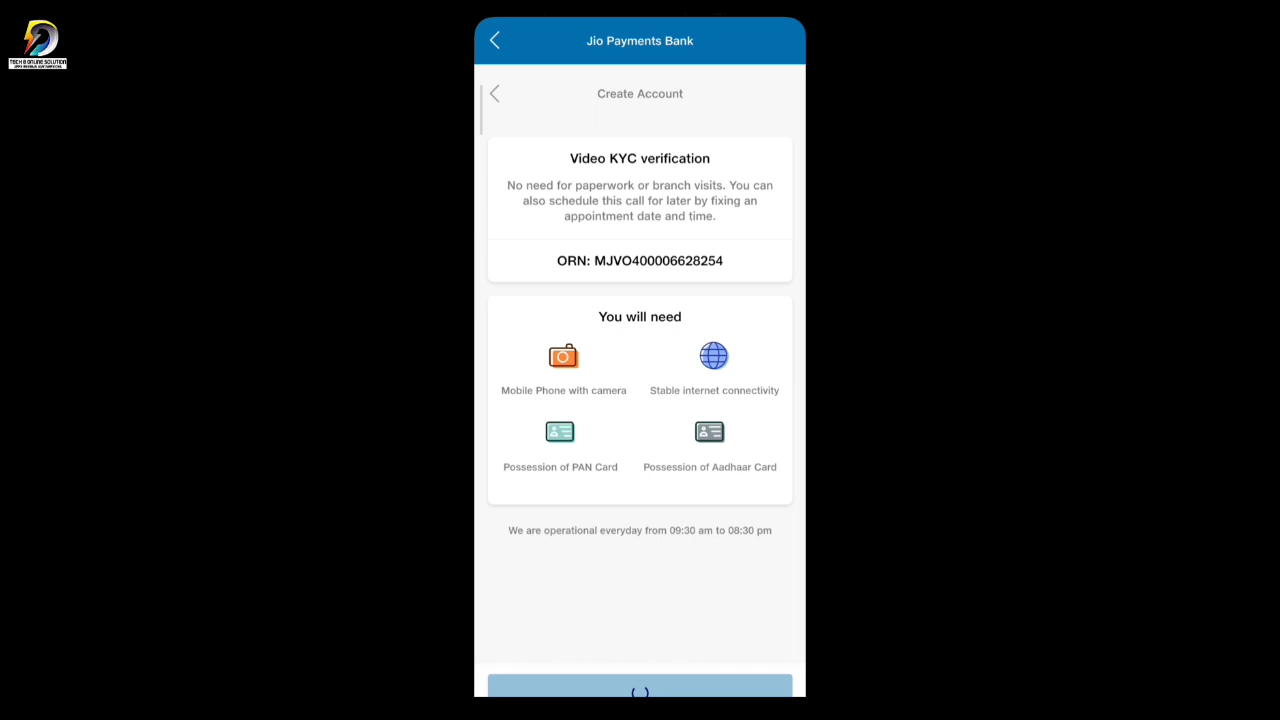 TECH & ONLINE SOLUTION
Jio Payments Bank
Create Account
Video KYC verification
No need for paperwork or branch visits. You can
also schedule this call for later by fixing an
appointment date and time.
ORN: MJVO400006628254
You will need
Mobile Phone with camera
Stable internet connectivity
Possession of PAN Card
Possession of Aadhaar Card
We are operational everyday from 09:30 am to 08:30 pm